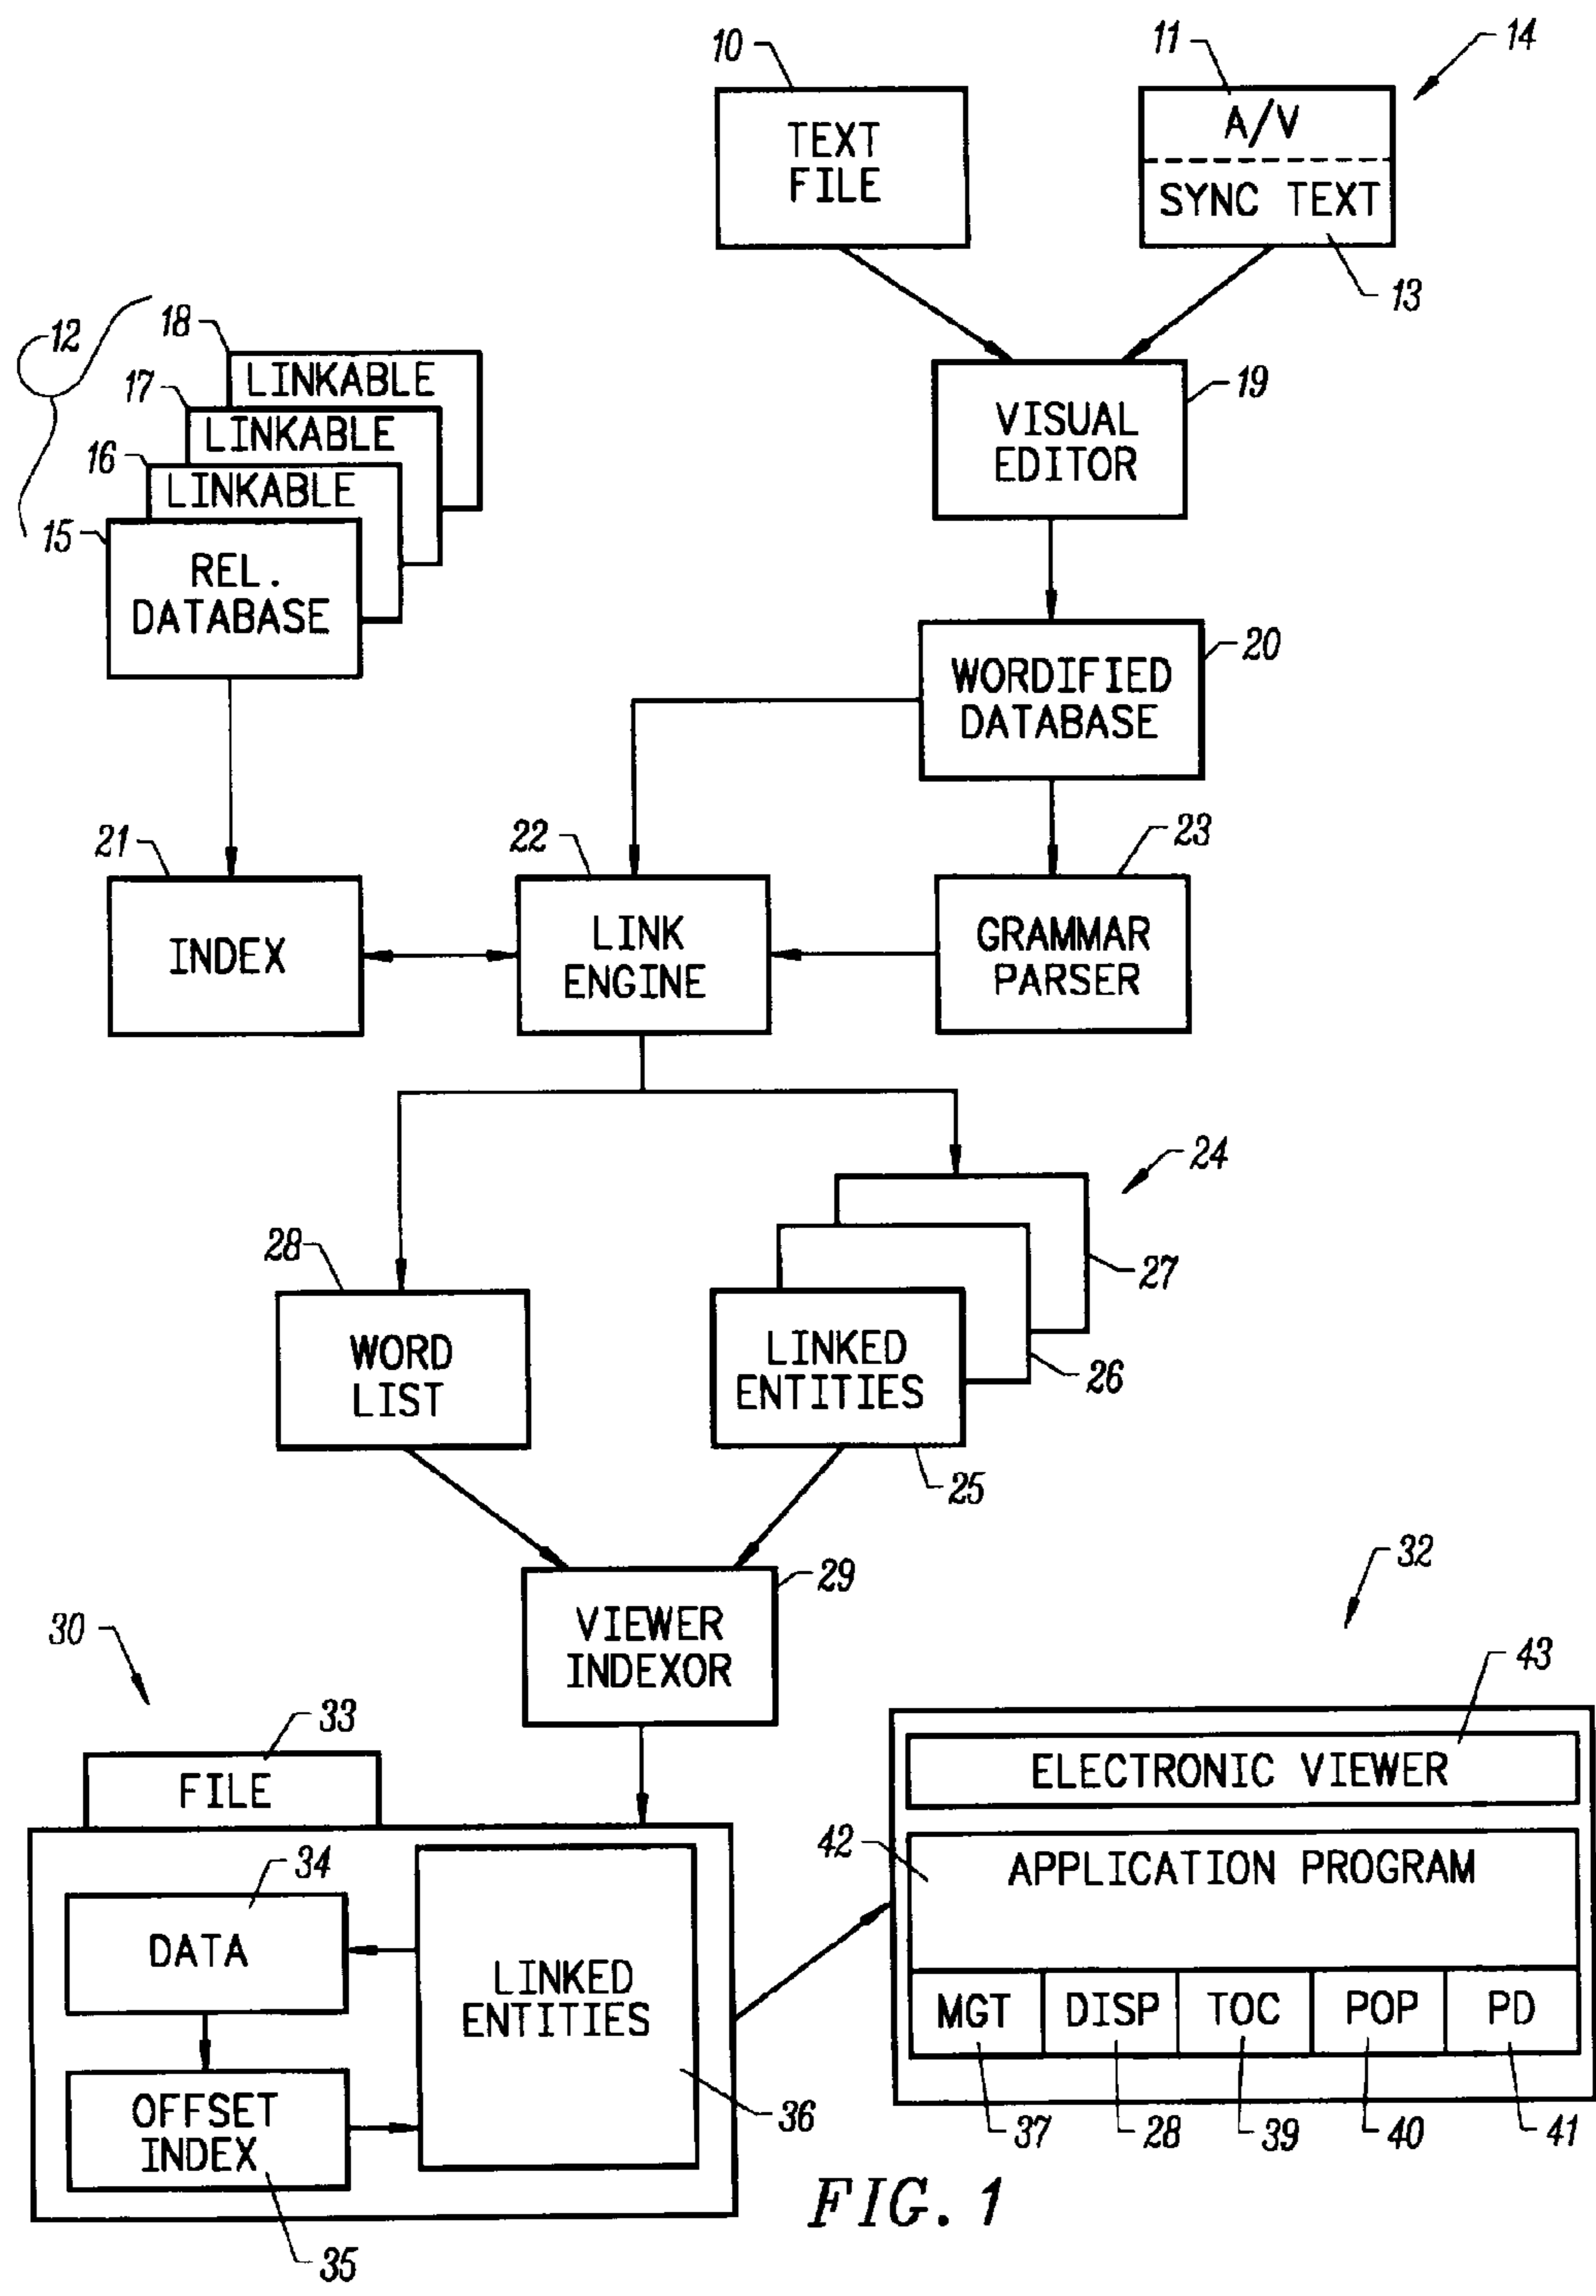 10
11
14
TEXT
FILE
A/V
SYNC TEXT
13
12
18
LINKABLE
17
LINKABLE
16
LINKABLE
15
REL.
DATABASE
19
VISUAL
EDITOR
20
WORDIFIED
DATABASE
21
INDEX
22
LINK
ENGINE
23
GRAMMAR
PARSER
24
27
26
LINKED
ENTITIES
25
28
WORD
LIST
29
VIEWER
INDEXOR
30
33
FILE
34
DATA
OFFSET
INDEX
35
LINKED
ENTITIES
36
32
43
ELECTRONIC VIEWER
42
APPLICATION PROGRAM
MGT DISP TOC POP PD
37 28 39 40 41
FIG. 1